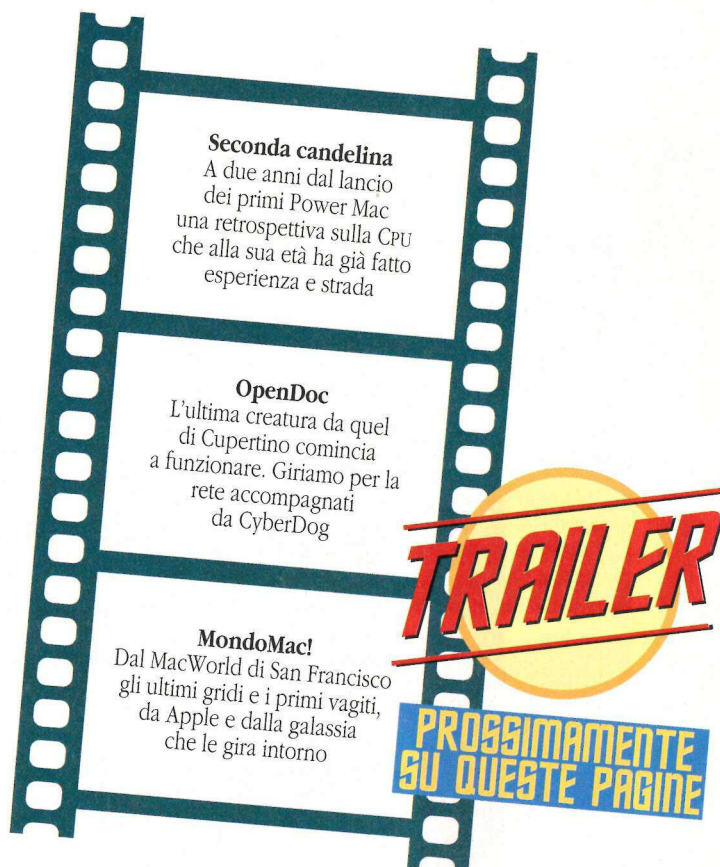 Seconda candelina
A due anni dal lancio
dei primi Power Mac
una retrospettiva sulla CPU
che alla sua età ha già fatto
esperienza e strada
OpenDoc
L'ultima creatura da quel
di Cupertino comincia
a funzionare. Giriamo per la
rete accompagnati
da CyberDog
MondoMac!
Dal MacWorld di San Francisco
gli ultimi gridi e i primi vagiti,
da Apple e dalla galassia
che le gira intorno
TRAILER
PROSSIMAMENTE
SU QUESTE PAGINE